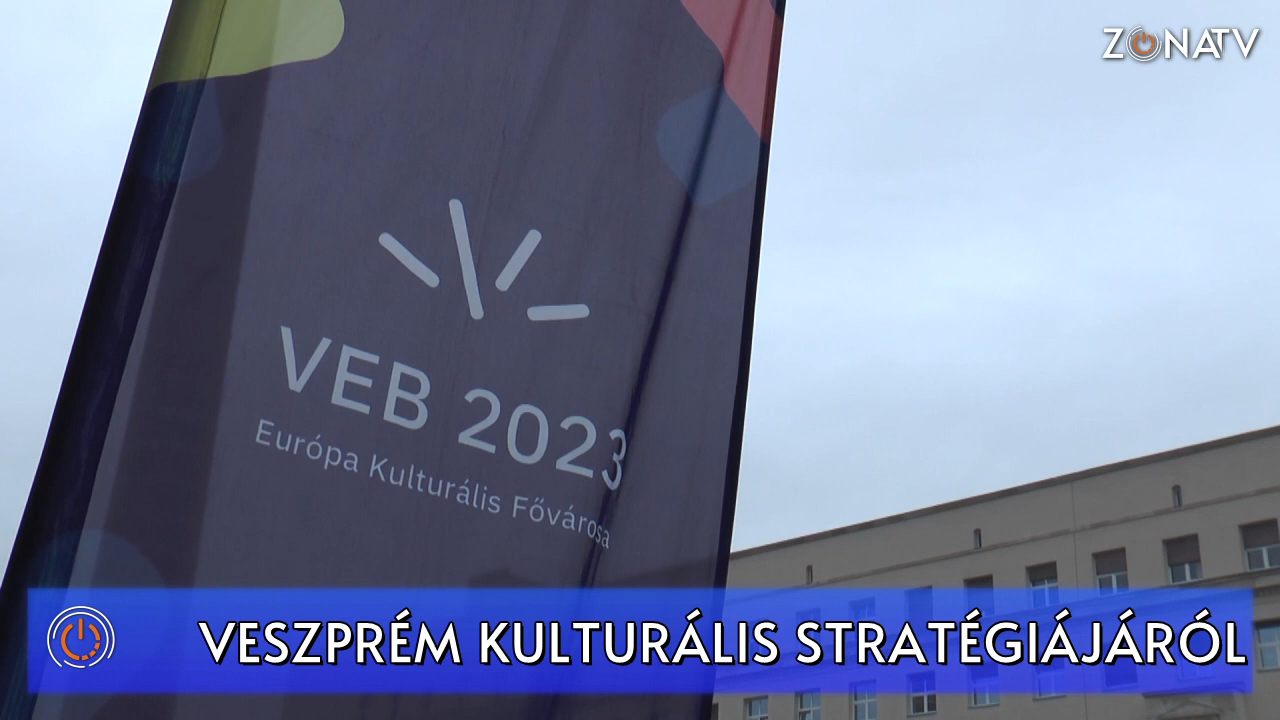 ZONATV
VEB 2023
Európa Kulturális Fővárosa
VESZPRÉM KULTURÁLIS STRATÉGIÁJÁRÓL